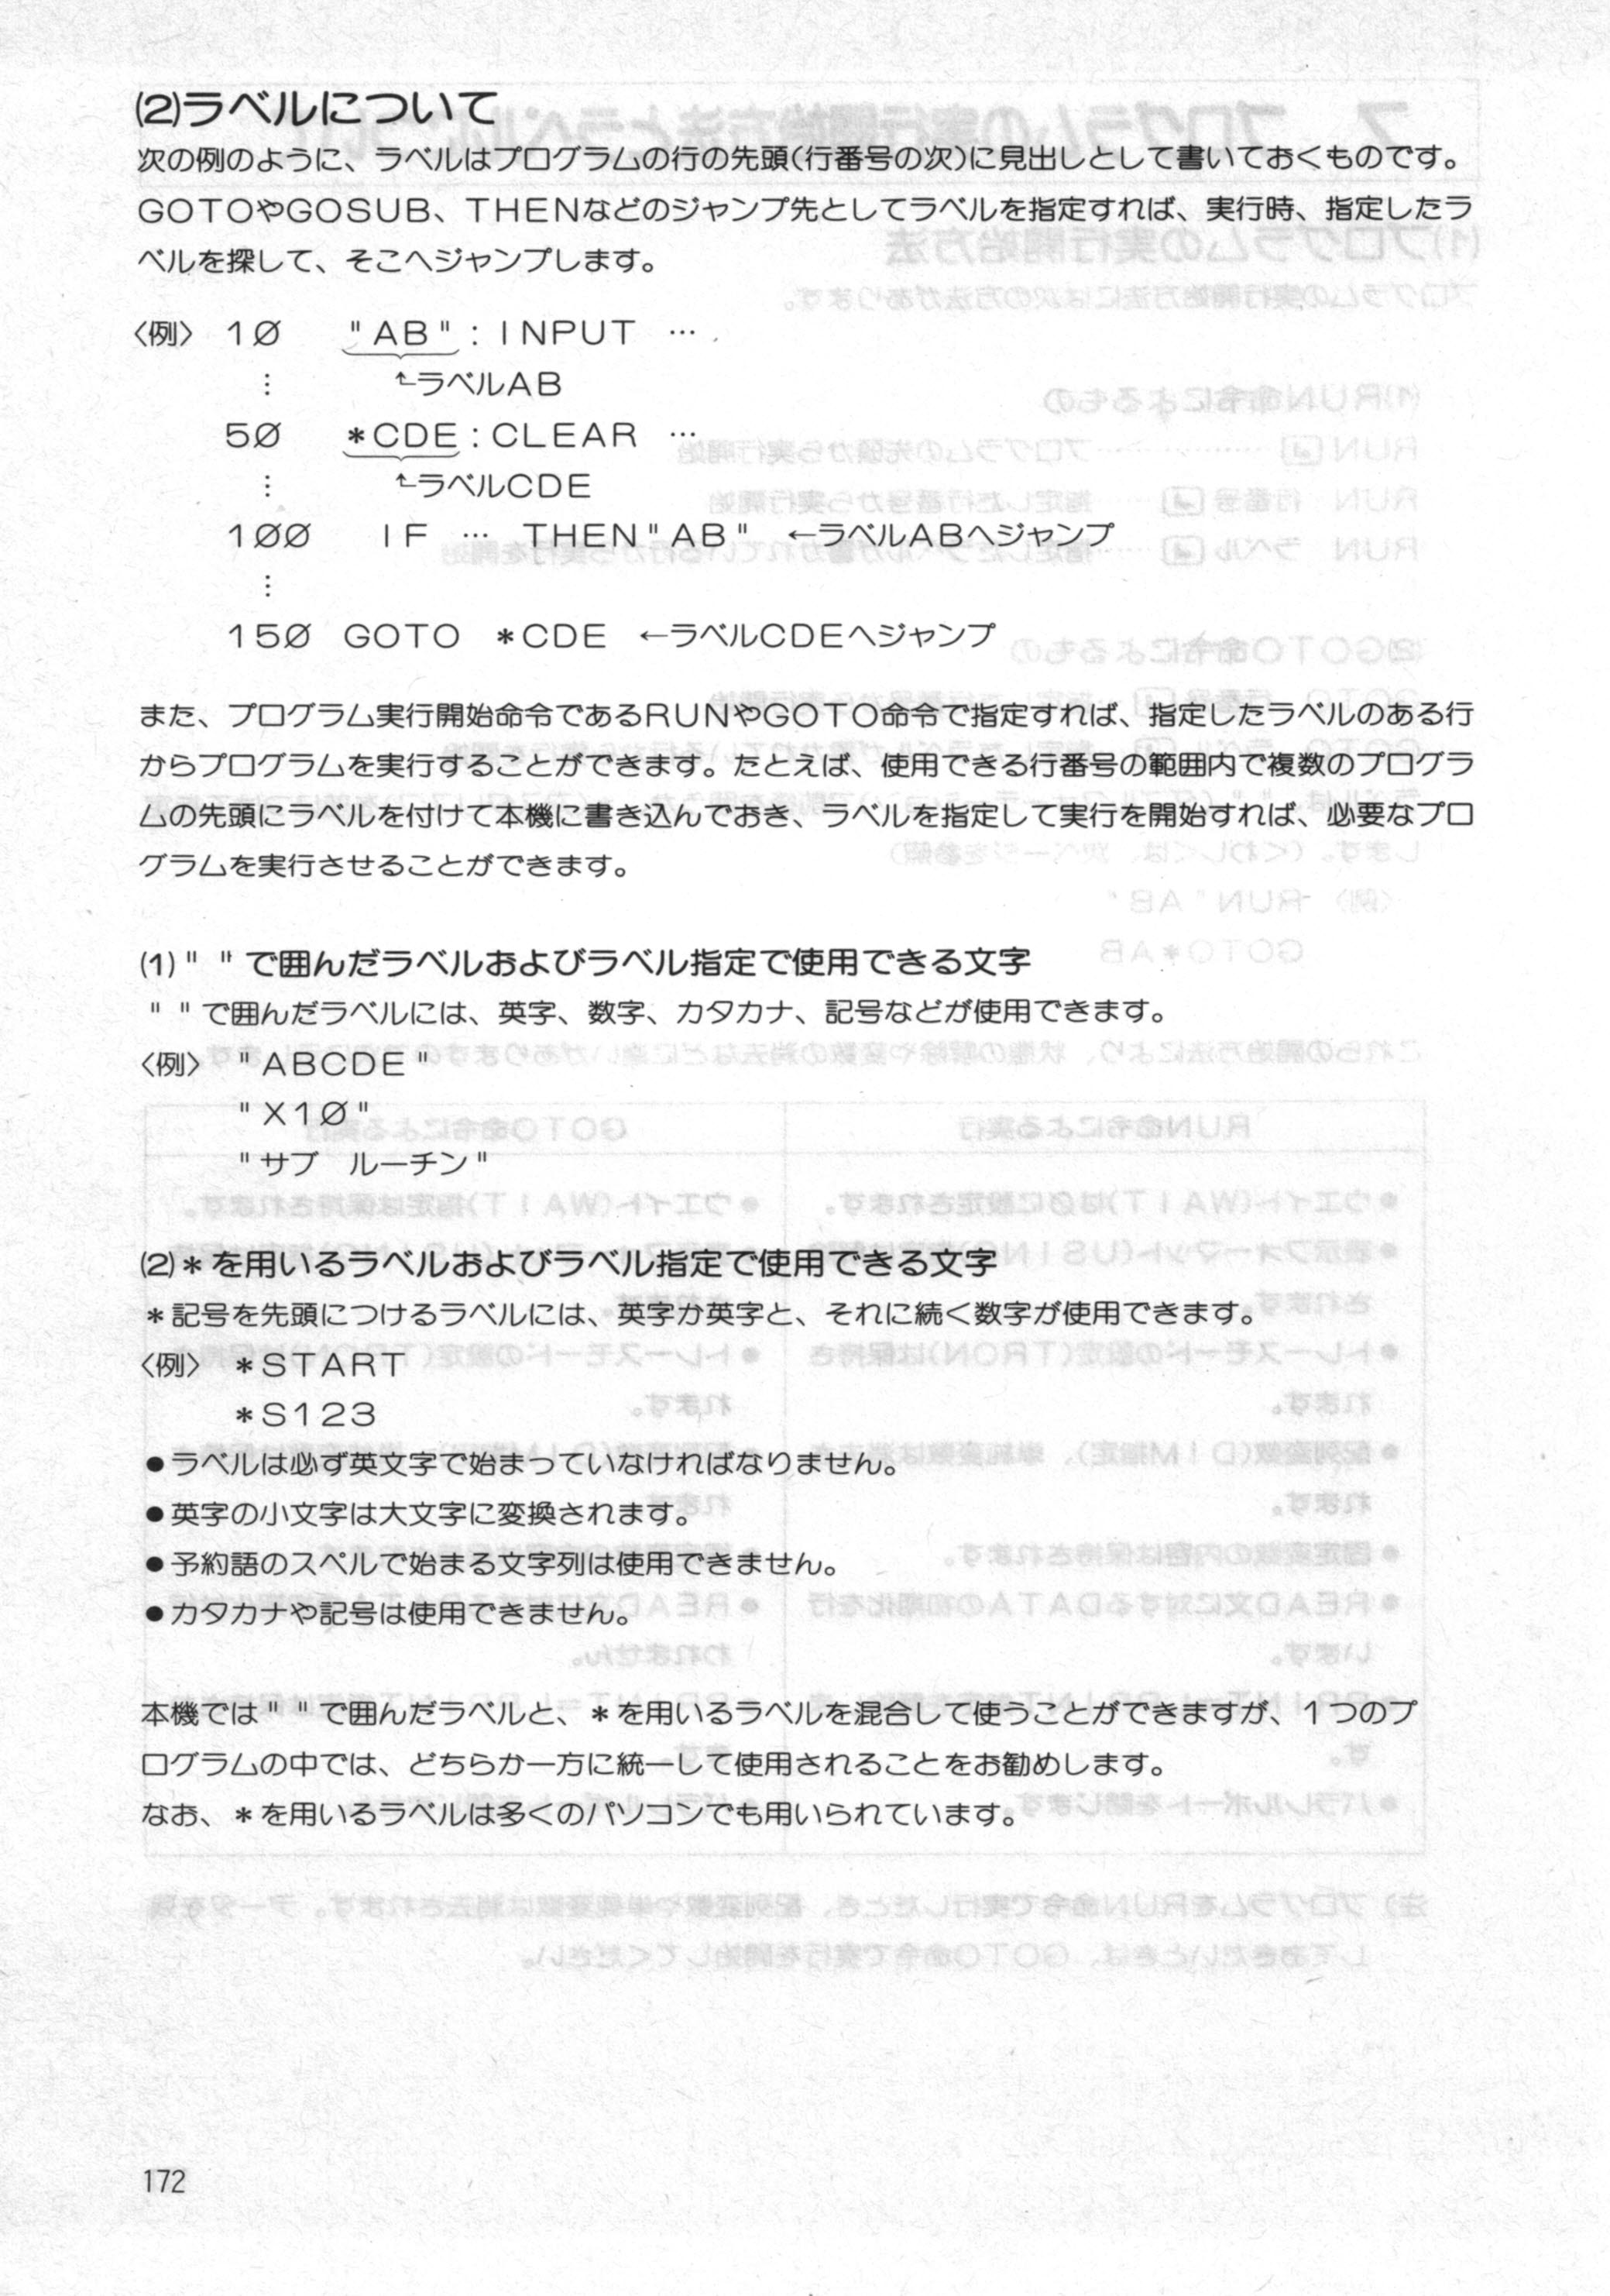 (2)ラベルについて
次の例のように、ラベルはプログラムの行の先頭(行番号の次)に見出しとして書いておくものです。
GOTOやGOSUB、THENなどのジャンプ先としてラベルを指定すれば、実行時、指定したラ
ベルを探して、そこへジャンプします。
〈例〉 1Ø "AB":INPUT …
⋮ ↖ラベルAB
5Ø *CDE:CLEAR …
⋮ ↖ラベルCDE
1ØØ IF … THEN"AB" ←ラベルABへジャンプ
⋮
15Ø GOTO *CDE ←ラベルCDEへジャンプ
また、プログラム実行開始命令であるRUNやGOTO命令で指定すれば、指定したラベルのある行
からプログラムを実行することができます。たとえば、使用できる行番号の範囲内で複数のプログラ
ムの先頭にラベルを付けて本機に書き込んでおき、ラベルを指定して実行を開始すれば、必要なプロ
グラムを実行させることができます。
(1)" "で囲んだラベルおよびラベル指定で使用できる文字
" "で囲んだラベルには、英字、数字、カタカナ、記号などが使用できます。
〈例〉 "ABCDE"
"X1Ø"
"サブ ルーチン"
(2)*を用いるラベルおよびラベル指定で使用できる文字
*記号を先頭につけるラベルには、英字か英字と、それに続く数字が使用できます。
〈例〉 *START
*S123
●ラベルは必ず英文字で始まっていなければなりません。
●英字の小文字は大文字に変換されます。
●予約語のスペルで始まる文字列は使用できません。
●カタカナや記号は使用できません。
本機では" "で囲んだラベルと、*を用いるラベルを混合して使うことができますが、1つのプ
ログラムの中では、どちらか一方に統一して使用されることをお勧めします。
なお、*を用いるラベルは多くのパソコンでも用いられています。
172